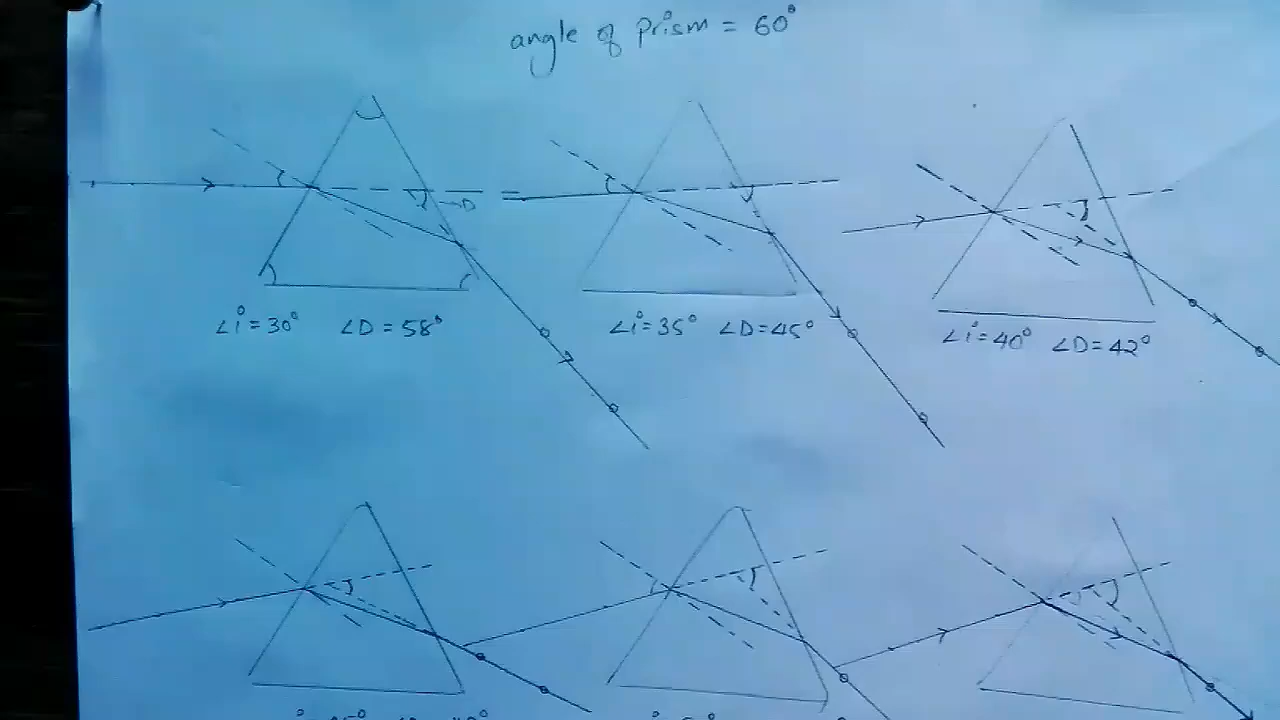 angle of Prism = 60°
D
∠i = 30° ∠D = 58°
∠i = 35° ∠D = 45°
∠i = 40° ∠D = 42°